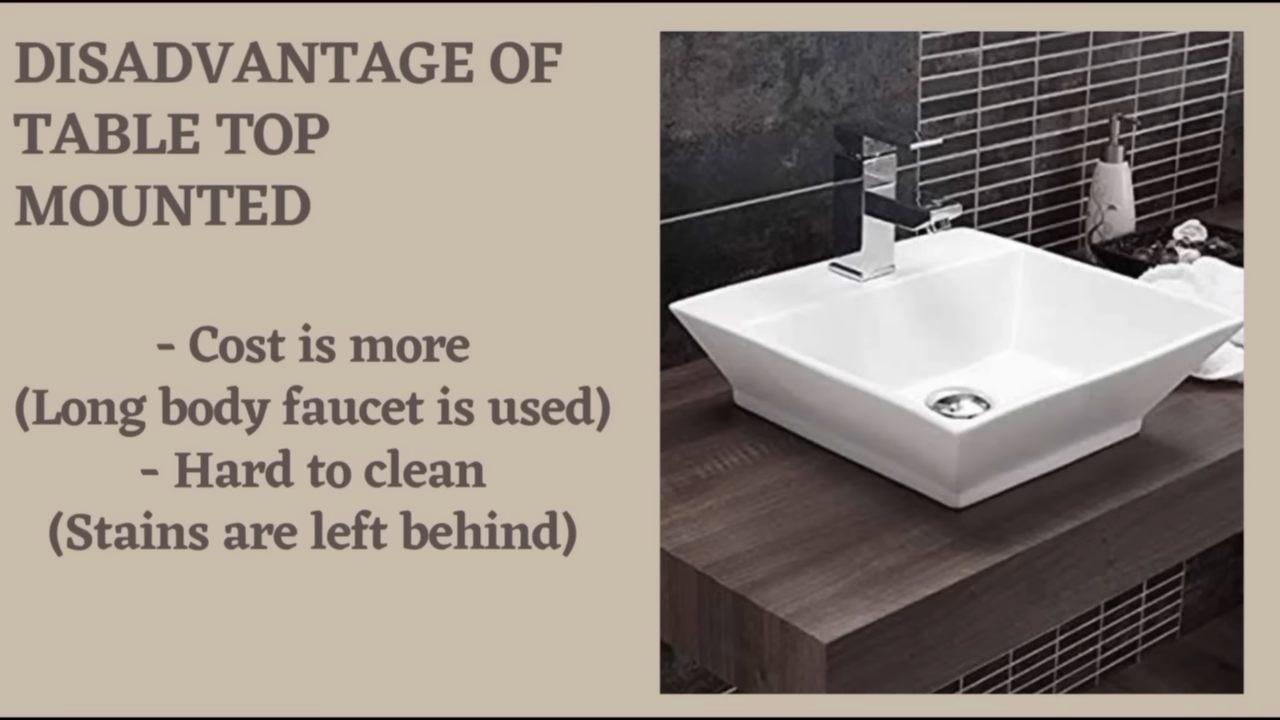 DISADVANTAGE OF
TABLE TOP
MOUNTED
- Cost is more
(Long body faucet is used)
- Hard to clean
(Stains are left behind)